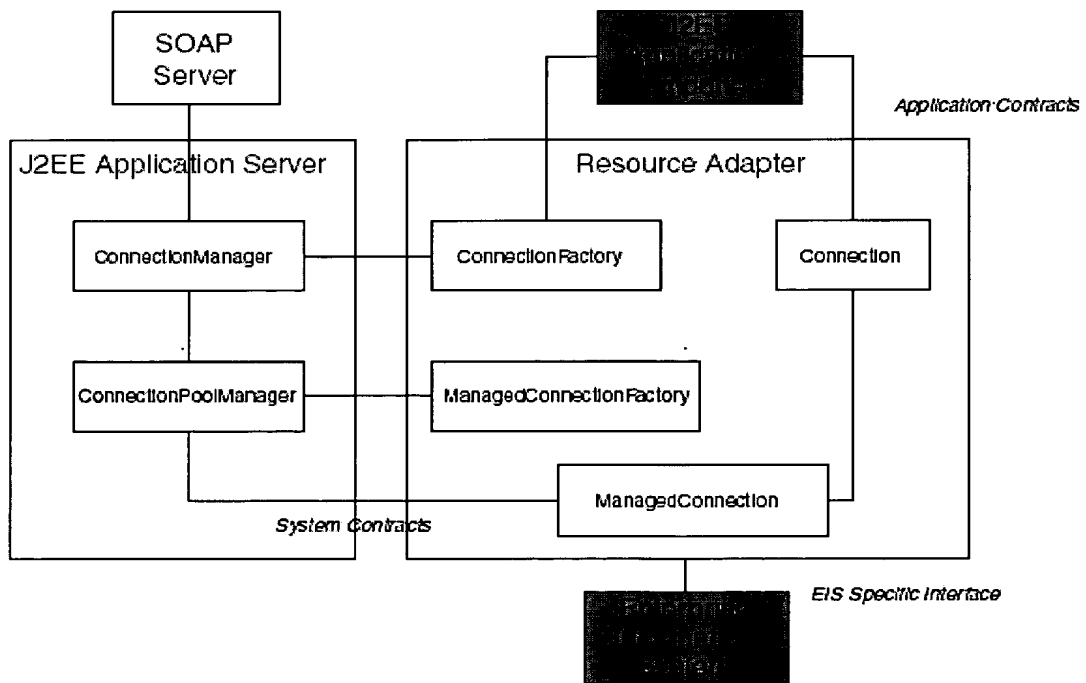 SOAP
Server
Application Contracts
J2EE Application Server
Resource Adapter
ConnectionManager
ConnectionFactory
Connection
ConnectionPoolManager
ManagedConnectionFactory
ManagedConnection
System Contracts
EIS Specific Interface